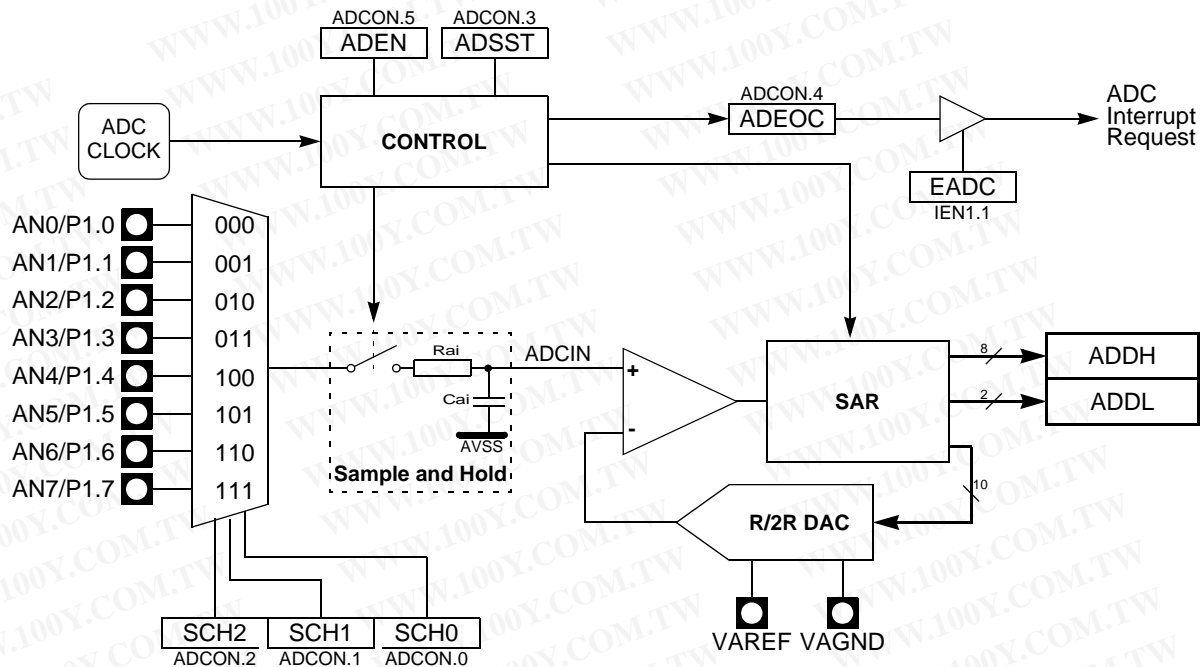 ADCON.5
ADEN
ADCON.3
ADSST
ADC
CLOCK
CONTROL
ADCON.4
ADEOC
ADC
Interrupt
Request
EADC
IEN1.1
AN0/P1.0
000
AN1/P1.1
001
AN2/P1.2
010
AN3/P1.3
011
AN4/P1.4
100
AN5/P1.5
101
AN6/P1.6
110
AN7/P1.7
111
Rai
Cai
AVSS
Sample and Hold
ADCIN
+
-
SAR
8
ADDH
2
ADDL
10
R/2R DAC
VAREF
VAGND
SCH2
SCH1
SCH0
ADCON.2
ADCON.1
ADCON.0
WWW.100Y.COM.TW